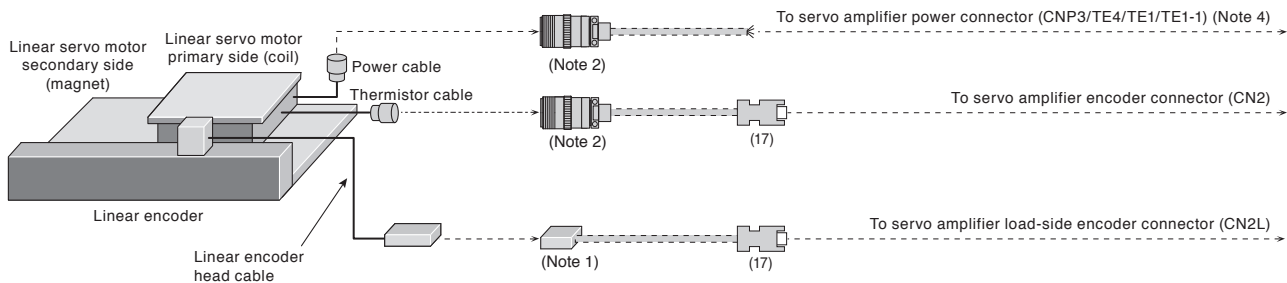 To servo amplifier power connector (CNP3/TE4/TE1/TE1-1) (Note 4)
Linear servo motor
primary side (coil)
Linear servo motor
secondary side
(magnet)
Power cable
(Note 2)
Thermistor cable
To servo amplifier encoder connector (CN2)
(Note 2)
(17)
Linear encoder
To servo amplifier load-side encoder connector (CN2L)
Linear encoder
head cable
(Note 1)
(17)